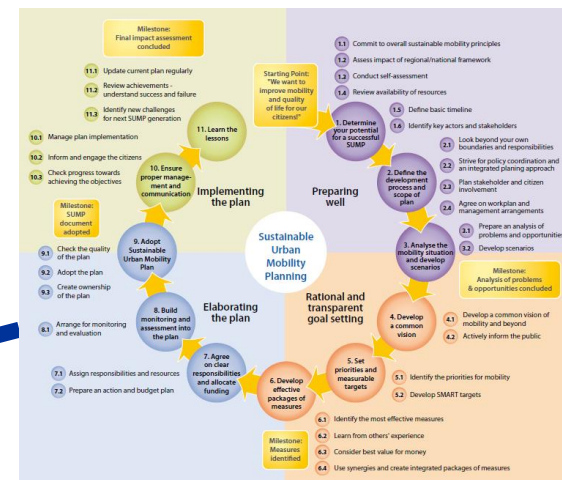 Milestone:
Final impact assessment
concluded
11.1 Update current plan regularly
11.2 Review achievements -
understand success and failure
11.3 Identify new challenges
for next SUMP generation
10.1 Manage plan implementation
10.2 Inform and engage the citizens
10.3 Check progress towards
achieving the objectives
Milestone:
SUMP
document
adopted
9.1 Check the quality
of the plan
9.2 Adopt the plan
9.3 Create ownership
of the plan
8.1 Arrange for monitoring
and evaluation
7.1 Assign responsibilities and resources
7.2 Prepare an action and budget plan
Starting Point:
"We want to
improve mobility
and quality
of life for our
citizens!"
1.1 Commit to overall sustainable mobility principles
1.2 Assess impact of regional/national framework
1.3 Conduct self-assessment
1.4 Review availability of resources
1.5 Define basic timeline
1.6 Identify key actors and stakeholders
2.1 Look beyond your own
boundaries and responsibilities
2.2 Strive for policy coordination and
an integrated planing approach
2.3 Plan stakeholder and citizen
involvement
2.4 Agree on workplan and
management arrangements
3.1 Prepare an analysis of
problems and opportunities
3.2 Develop scenarios
Milestone:
Analysis of problems
& opportunities concluded
4.1 Develop a common vision of
mobility and beyond
4.2 Actively inform the public
5.1 Identify the priorities for mobility
5.2 Develop SMART targets
6.1 Identify the most effective measures
6.2 Learn from others' experience
6.3 Consider best value for money
6.4 Use synergies and create integrated packages of measures
Milestone:
Measures
identified
1. Determine
your potential
for a successful
SUMP
2. Define the
development
process and
scope of
plan
3. Analyse the
mobility situation
and develop
scenarios
4. Develop
a common
vision
5. Set
priorities and
measurable
targets
6. Develop
effective
packages of
measures
7. Agree
on clear
responsibilities
and allocate
funding
8. Build
monitoring and
assessment into
the plan
9. Adopt
Sustainable
Urban Mobility
Plan
10. Ensure
proper manage-
ment and
communication
11. Learn the
lessons
Implementing
the plan
Preparing
well
Sustainable
Urban
Mobility
Planning
Elaborating
the plan
Rational and
transparent
goal setting